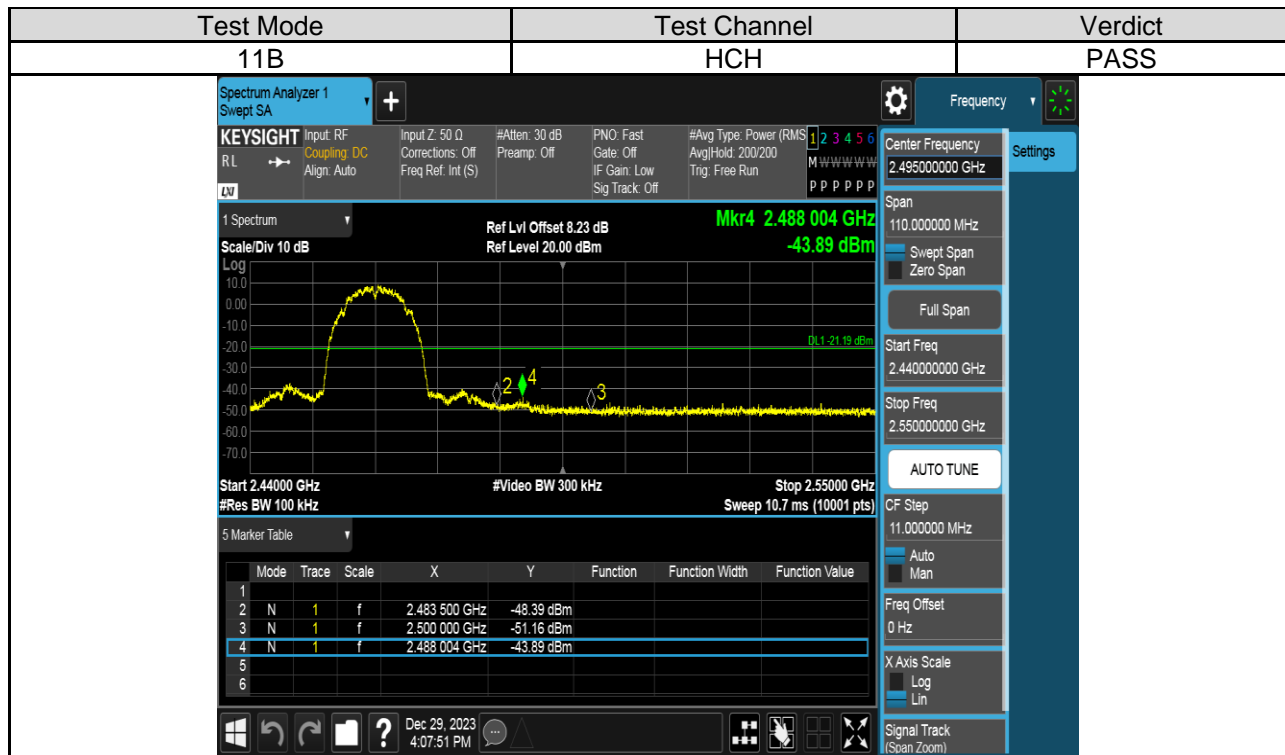 Test Mode Test Channel Verdict
11B HCH PASS
Spectrum Analyzer 1
Swept SA
+
Frequency
KEYSIGHT Input: RF Input Z: 50 Ω #Atten: 30 dB PNO: Fast #Avg Type: Power (RMS 1 2 3 4 5 6
RL Coupling: DC Corrections: Off Preamp: Off Gate: Off Avg|Hold: 200/200 M W W W W W
Align: Auto Freq Ref: Int (S) IF Gain: Low Trig: Free Run
LXI Sig Track: Off P P P P P P
1 Spectrum
Ref Lvl Offset 8.23 dB Mkr4 2.488 004 GHz
Scale/Div 10 dB Ref Level 20.00 dBm -43.89 dBm
Log
10.0
0.00
-10.0
-20.0 DL1 -21.19 dBm
-30.0
-40.0 2 4 3
-50.0
-60.0
-70.0
Start 2.44000 GHz #Video BW 300 kHz Stop 2.55000 GHz
#Res BW 100 kHz Sweep 10.7 ms (10001 pts)
5 Marker Table
Mode Trace Scale X Y Function Function Width Function Value
1
2 N 1 f 2.483 500 GHz -48.39 dBm
3 N 1 f 2.500 000 GHz -51.16 dBm
4 N 1 f 2.488 004 GHz -43.89 dBm
5
6
? Dec 29, 2023
4:07:51 PM
Center Frequency
2.495000000 GHz
Settings
Span
110.000000 MHz
Swept Span
Zero Span
Full Span
Start Freq
2.440000000 GHz
Stop Freq
2.550000000 GHz
AUTO TUNE
CF Step
11.000000 MHz
Auto
Man
Freq Offset
0 Hz
X Axis Scale
Log
Lin
Signal Track
(Span Zoom)